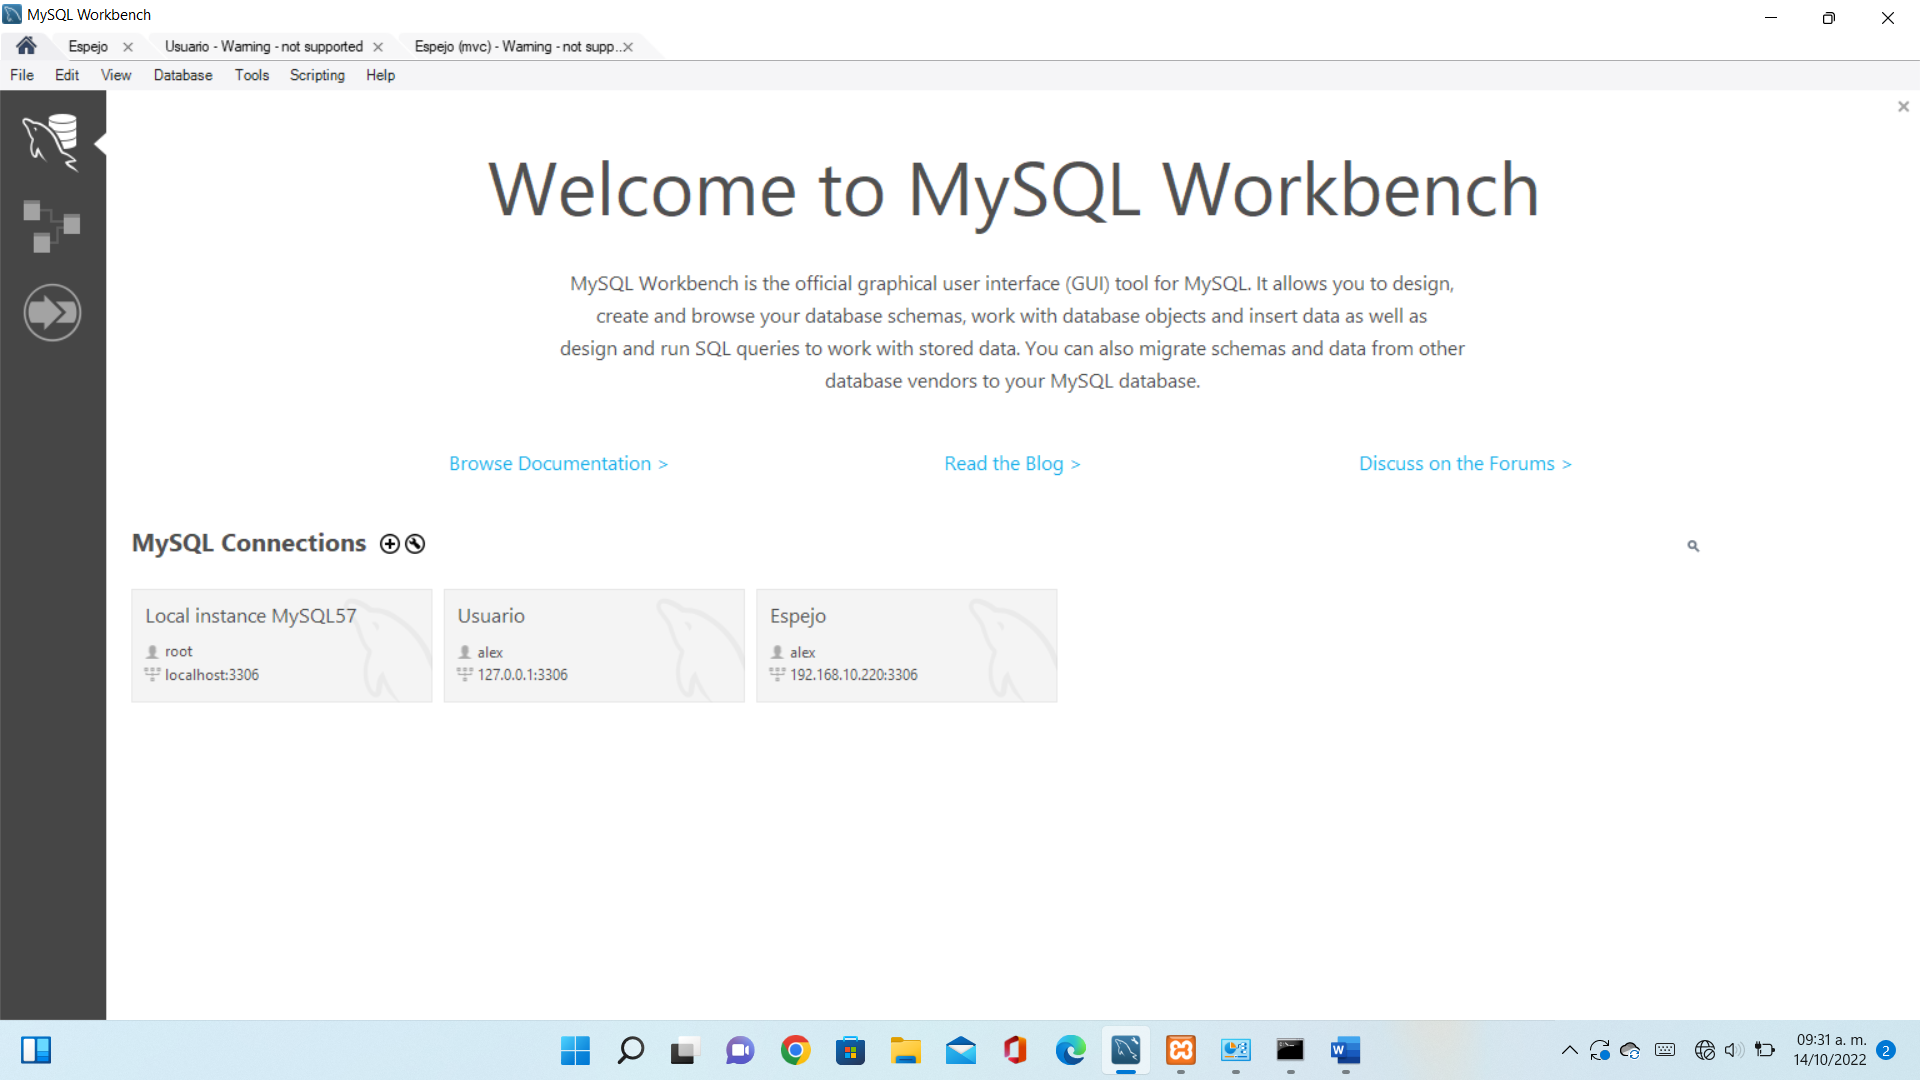 MySQL Workbench
Espejo
Usuario - Warning - not supported
Espejo (mvc) - Warning - not supp...
File Edit View Database Tools Scripting Help
Welcome to MySQL Workbench
MySQL Workbench is the official graphical user interface (GUI) tool for MySQL. It allows you to design,
create and browse your database schemas, work with database objects and insert data as well as
design and run SQL queries to work with stored data. You can also migrate schemas and data from other
database vendors to your MySQL database.
Browse Documentation >
Read the Blog >
Discuss on the Forums >
MySQL Connections
Local instance MySQL57
root
localhost:3306
Usuario
alex
127.0.0.1:3306
Espejo
alex
192.168.10.220:3306
09:31 a. m.
14/10/2022
2